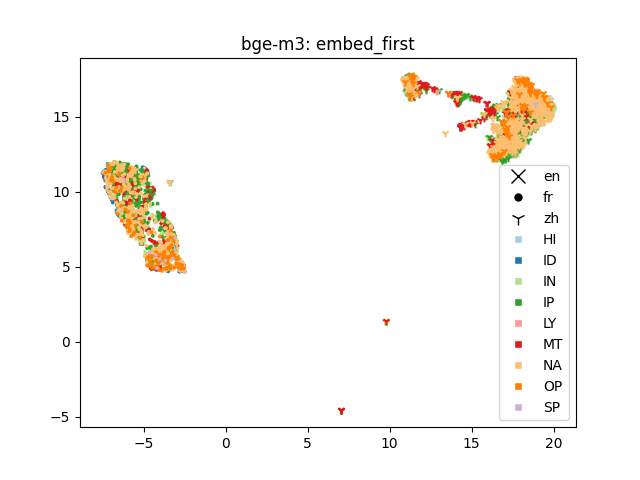 bge-m3: embed_first
15
10
5
0
−5
−5
0
5
10
15
20
en
fr
zh
HI
ID
IN
IP
LY
MT
NA
OP
SP